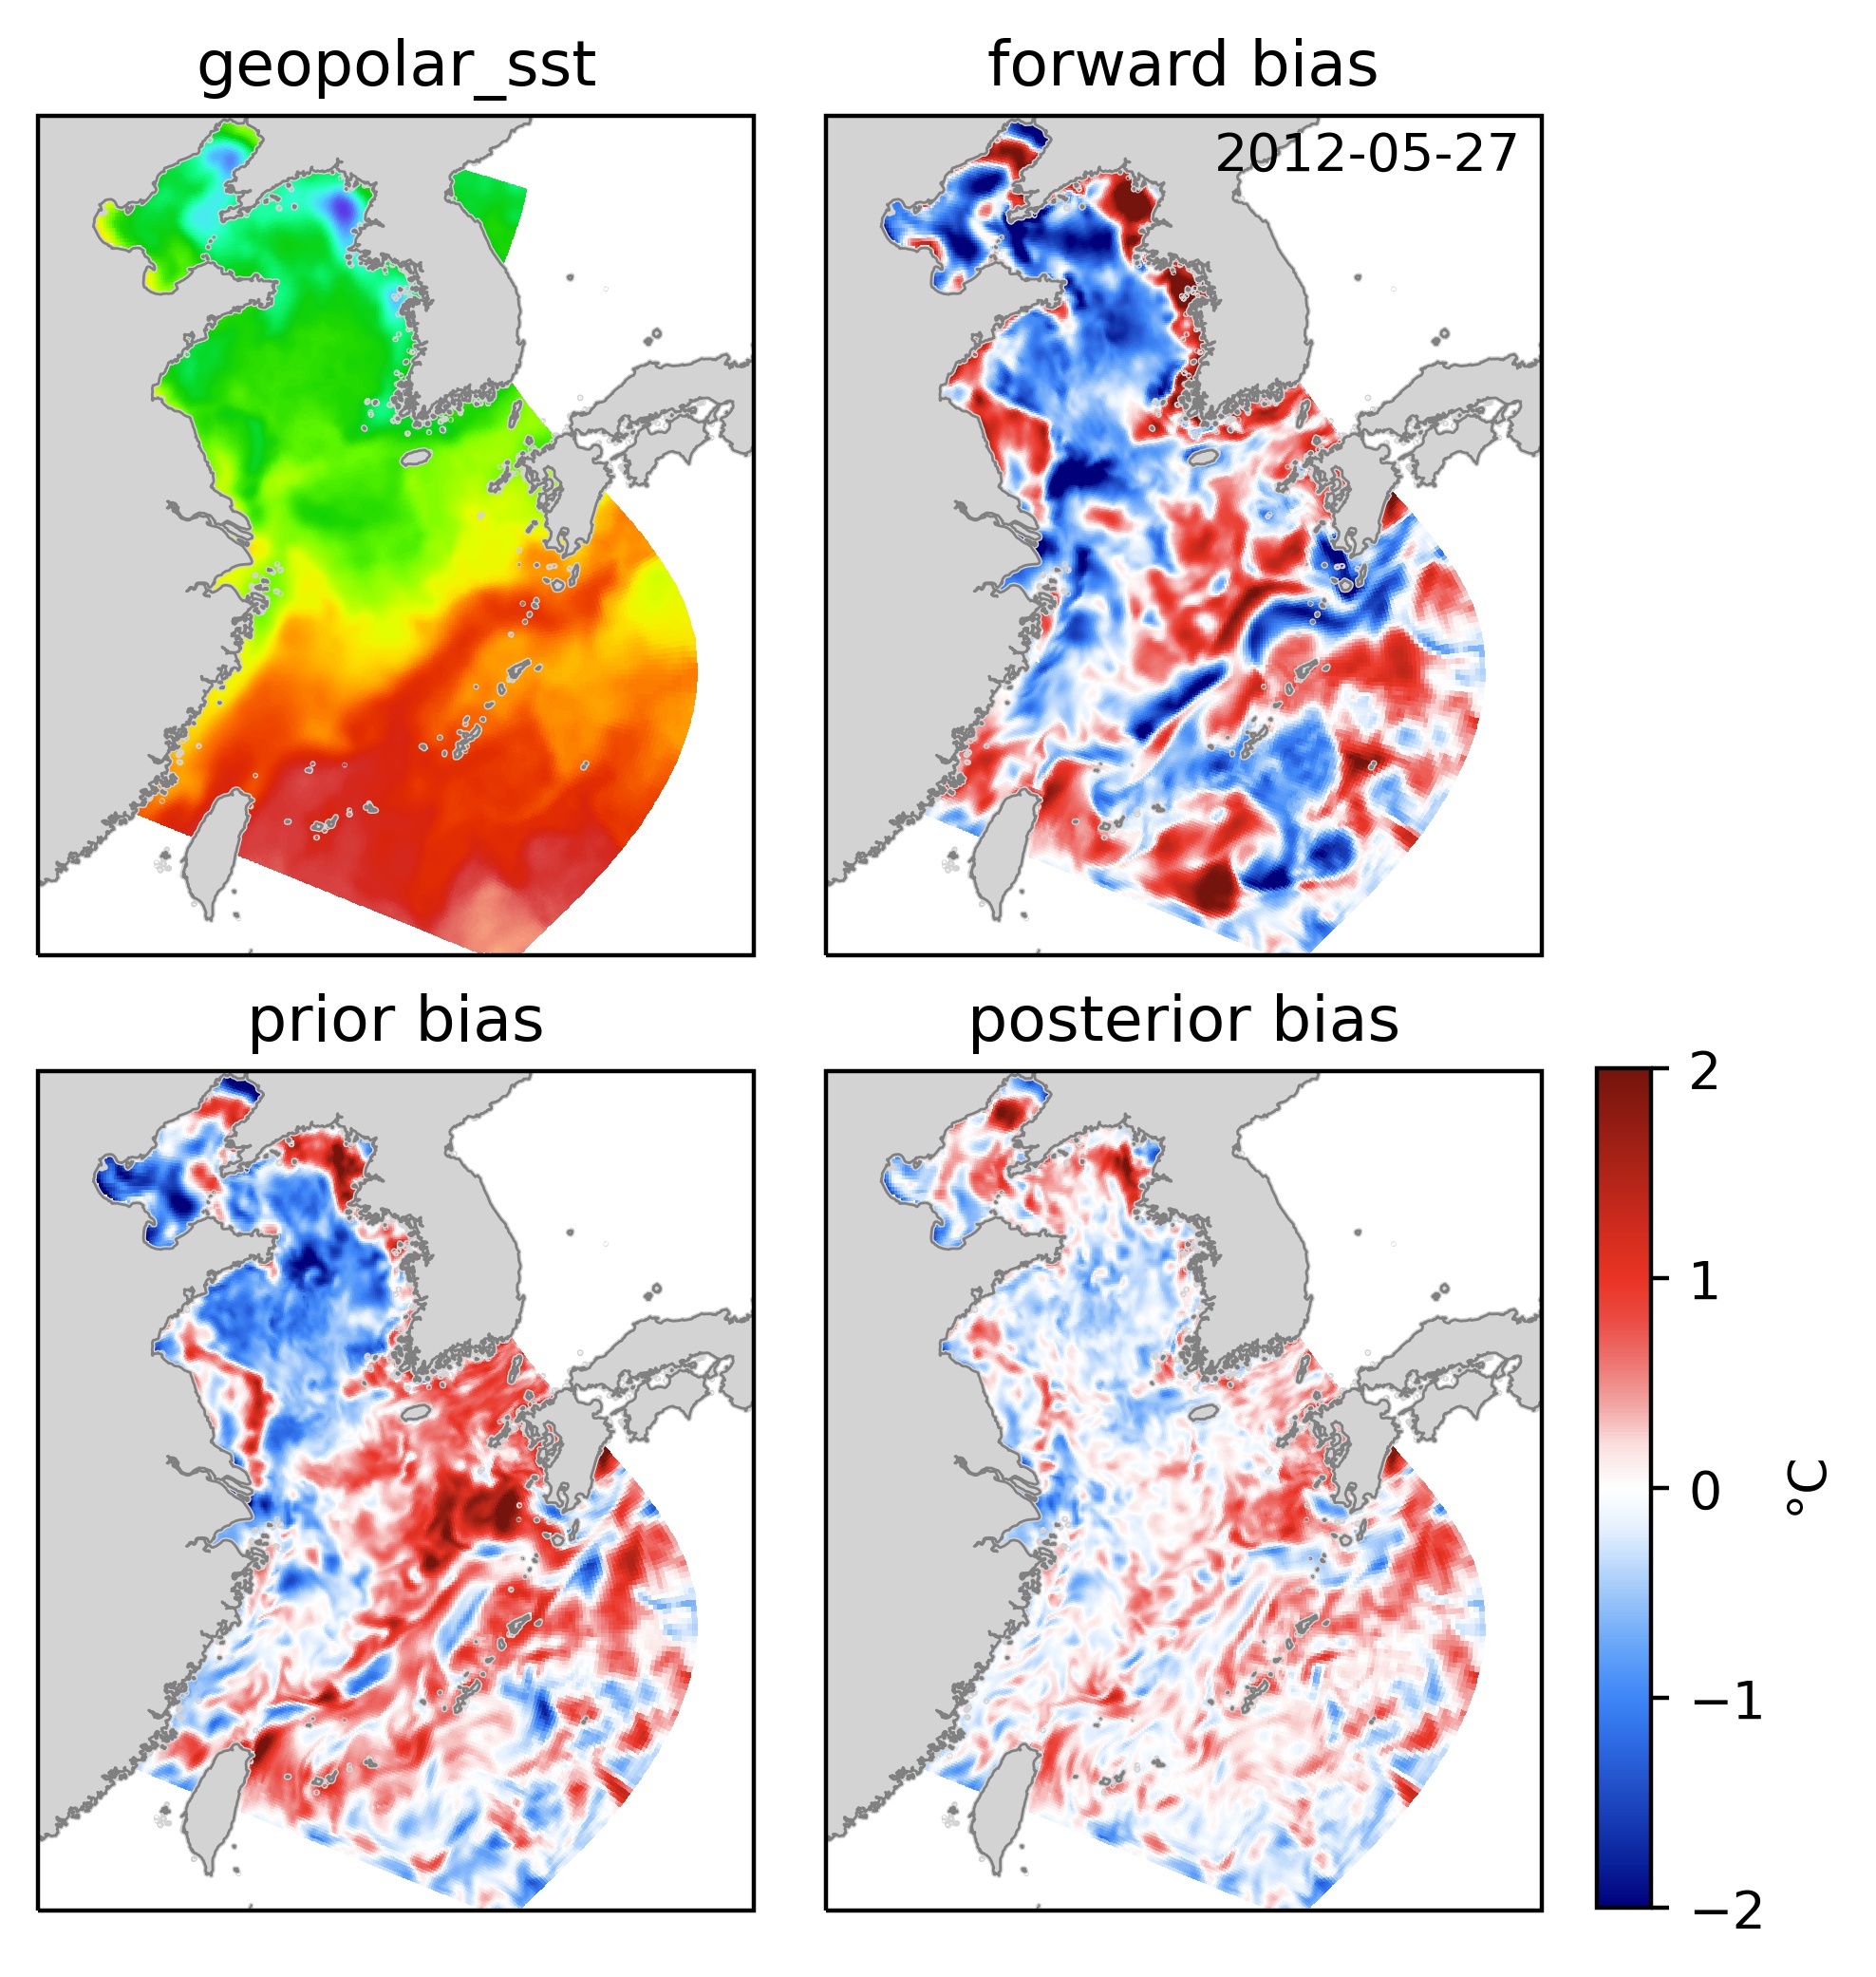 geopolar_sst
forward bias
2012-05-27
prior bias
posterior bias
2
1
0
−1
−2
°C